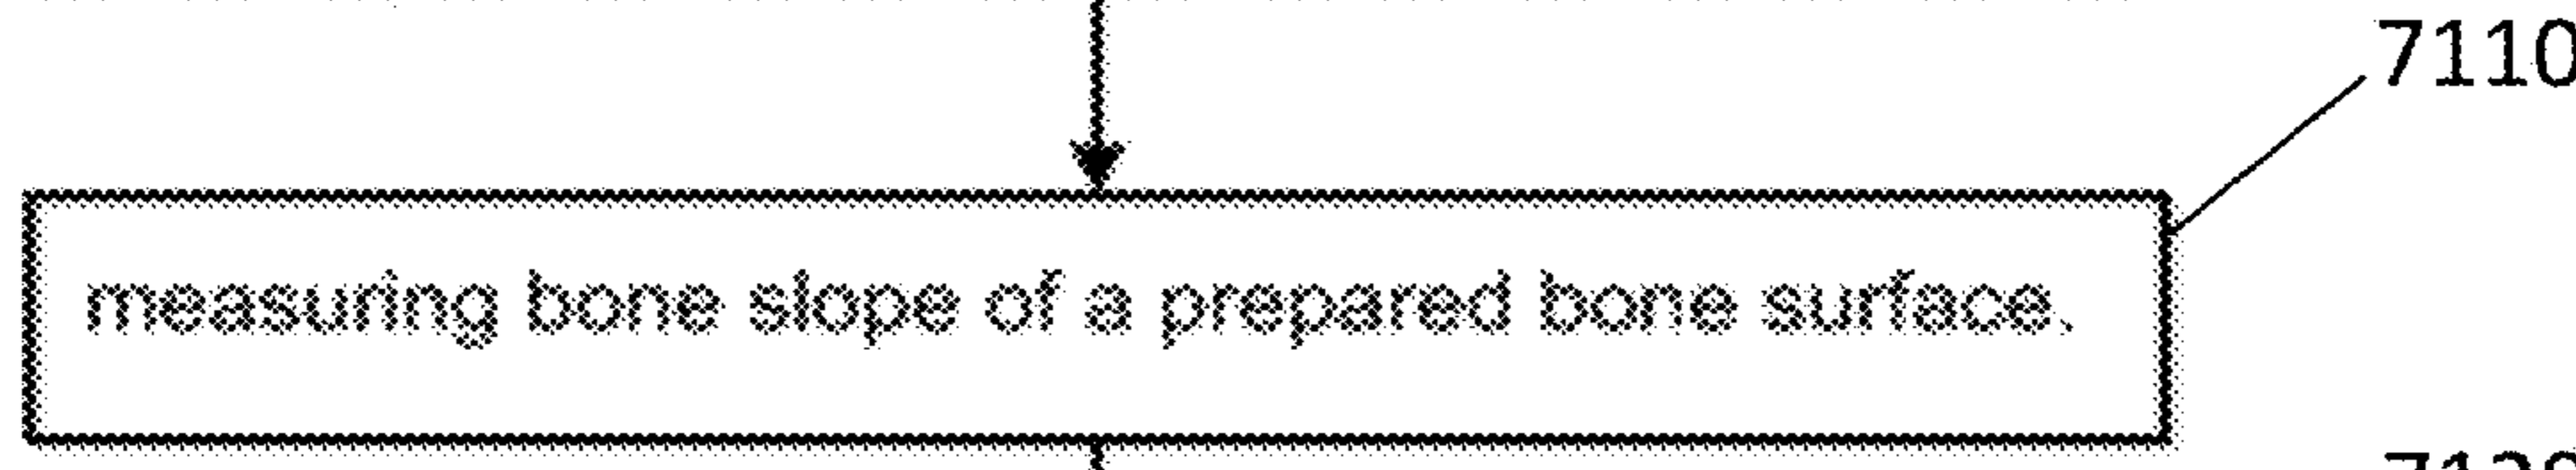 7110
measuring bone slope of a prepared bone surface.